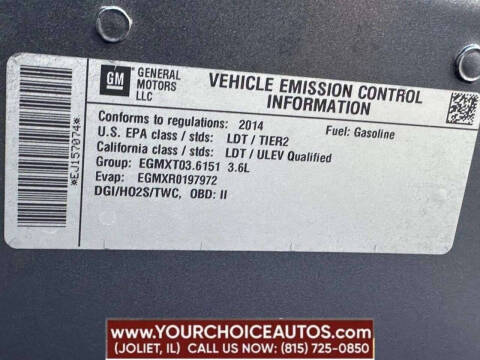 *EJ157074*
GM
GENERAL
MOTORS
LLC
VEHICLE EMISSION CONTROL
INFORMATION
Conforms to regulations: 2014 Fuel: Gasoline
U.S. EPA class / stds: LDT / TIER2
California class / stds: LDT / ULEV Qualified
Group: EGMXT03.6151 3.6L
Evap: EGMXR0197972
DGI/HO2S/TWC, OBD: II
WWW.YOURCHOICEAUTOS.COM
(JOLIET, IL) CALL US NOW: (815) 725-0850